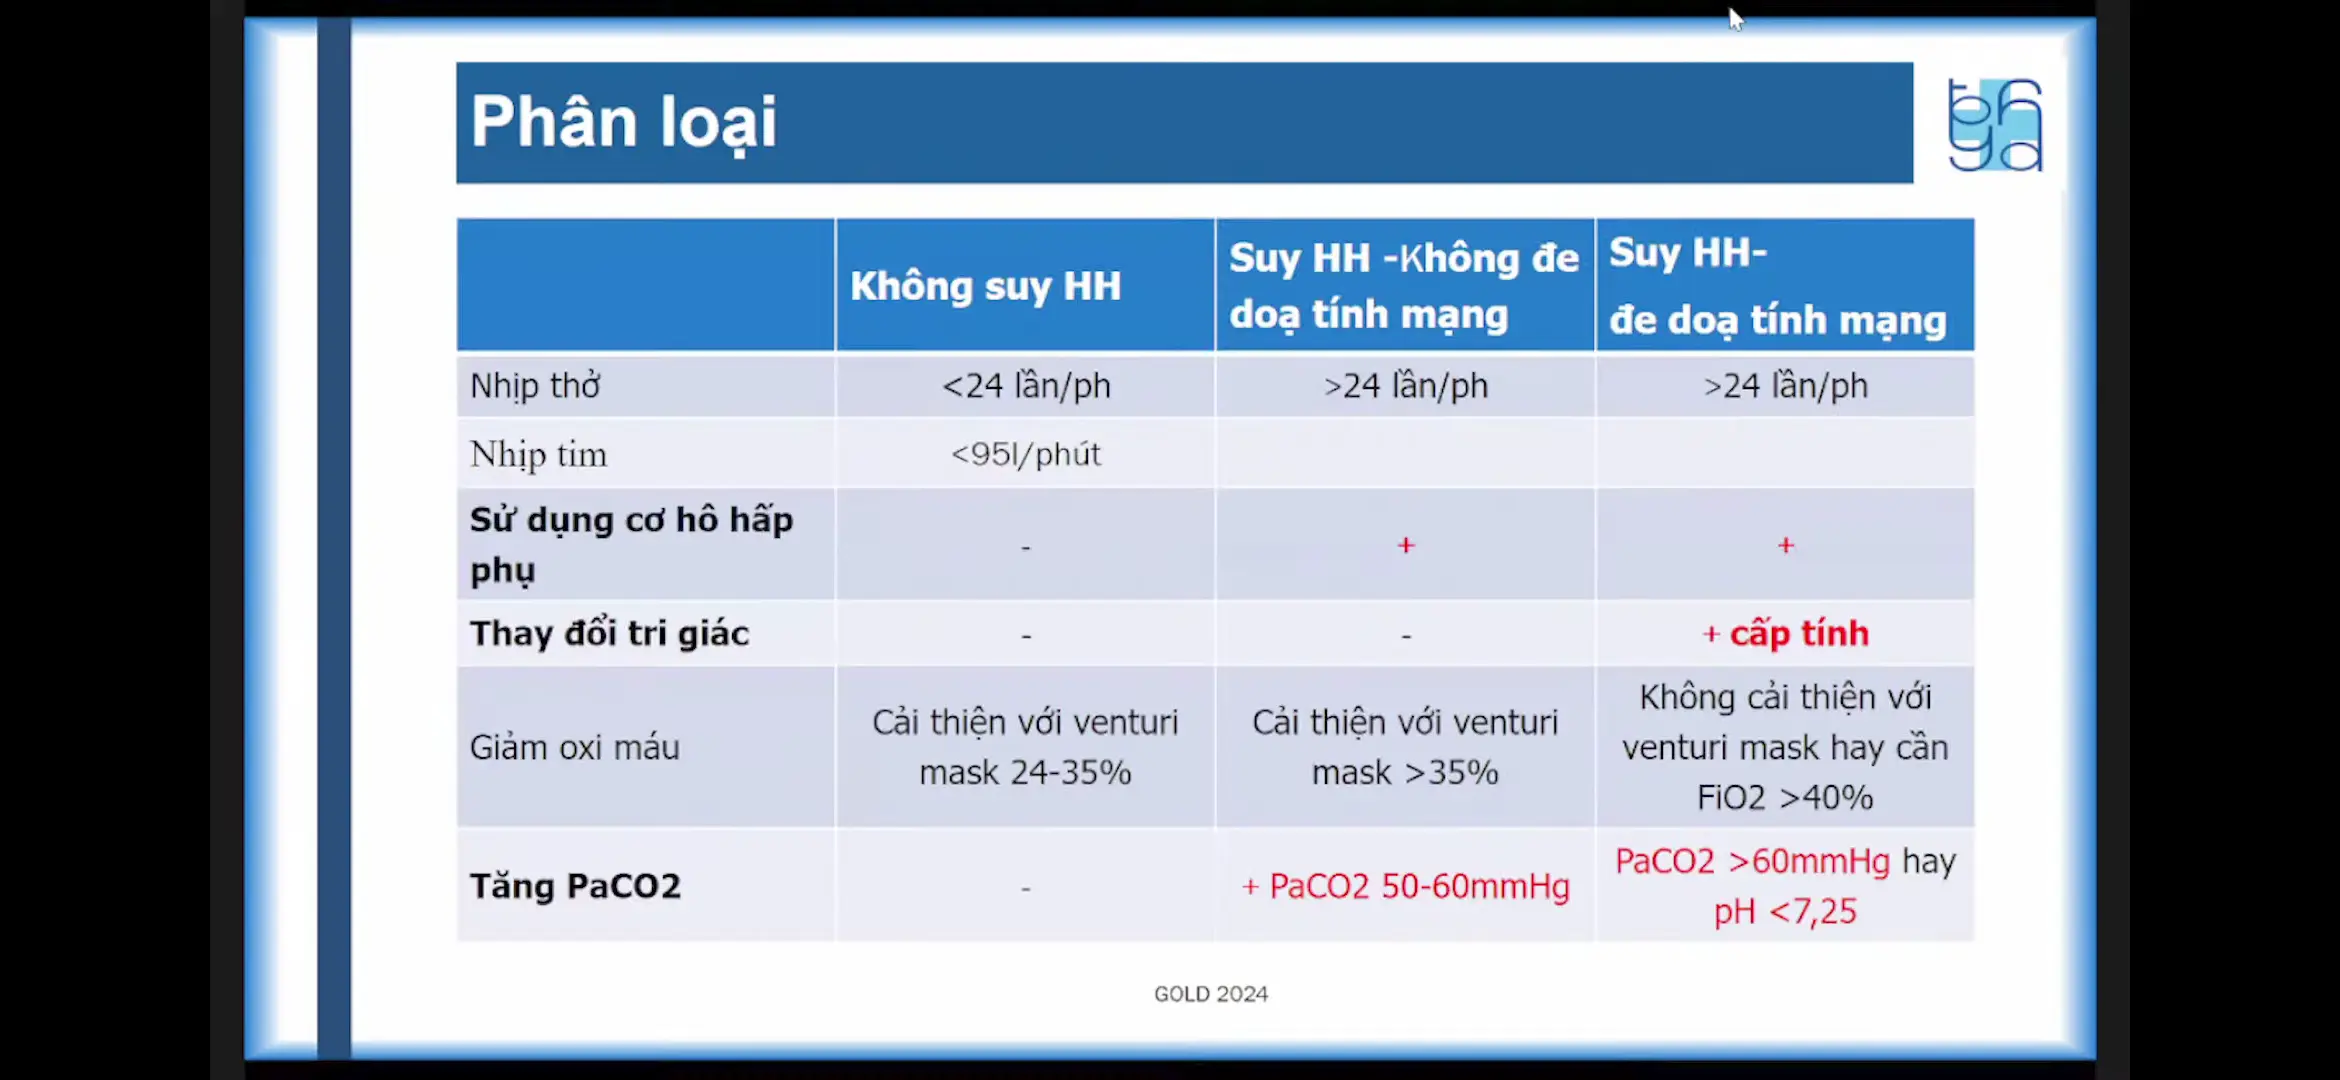 Phân loại
Không suy HH
Suy HH -Không đe
doạ tính mạng
Suy HH-
đe doạ tính mạng
Nhịp thở
<24 lần/ph
>24 lần/ph
>24 lần/ph
Nhịp tim
<95l/phút
Sử dụng cơ hô hấp
phụ
-
+
+
Thay đổi tri giác
-
-
+ cấp tính
Giảm oxi máu
Cải thiện với venturi
mask 24-35%
Cải thiện với venturi
mask >35%
Không cải thiện với
venturi mask hay cần
FiO2 >40%
Tăng PaCO2
-
+ PaCO2 50-60mmHg
PaCO2 >60mmHg hay
pH <7,25
GOLD 2024